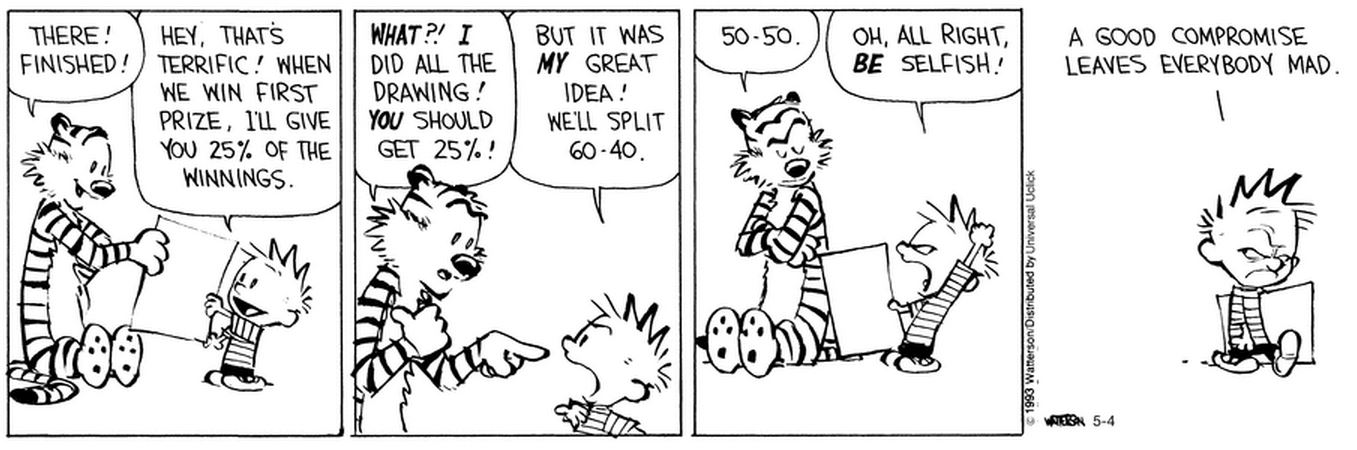 THERE!
FINISHED!
HEY, THAT'S
TERRIFIC! WHEN
WE WIN FIRST
PRIZE, I'LL GIVE
YOU 25% OF THE
WINNINGS.
WHAT?! I
DID ALL THE
DRAWING!
YOU SHOULD
GET 25%!
BUT IT WAS
MY GREAT
IDEA!
WE'LL SPLIT
60-40.
50-50.
OH, ALL RIGHT,
BE SELFISH!
© 1993 Watterson/Distributed by Universal Uclick
A GOOD COMPROMISE
LEAVES EVERYBODY MAD.
WATTERSON 5-4